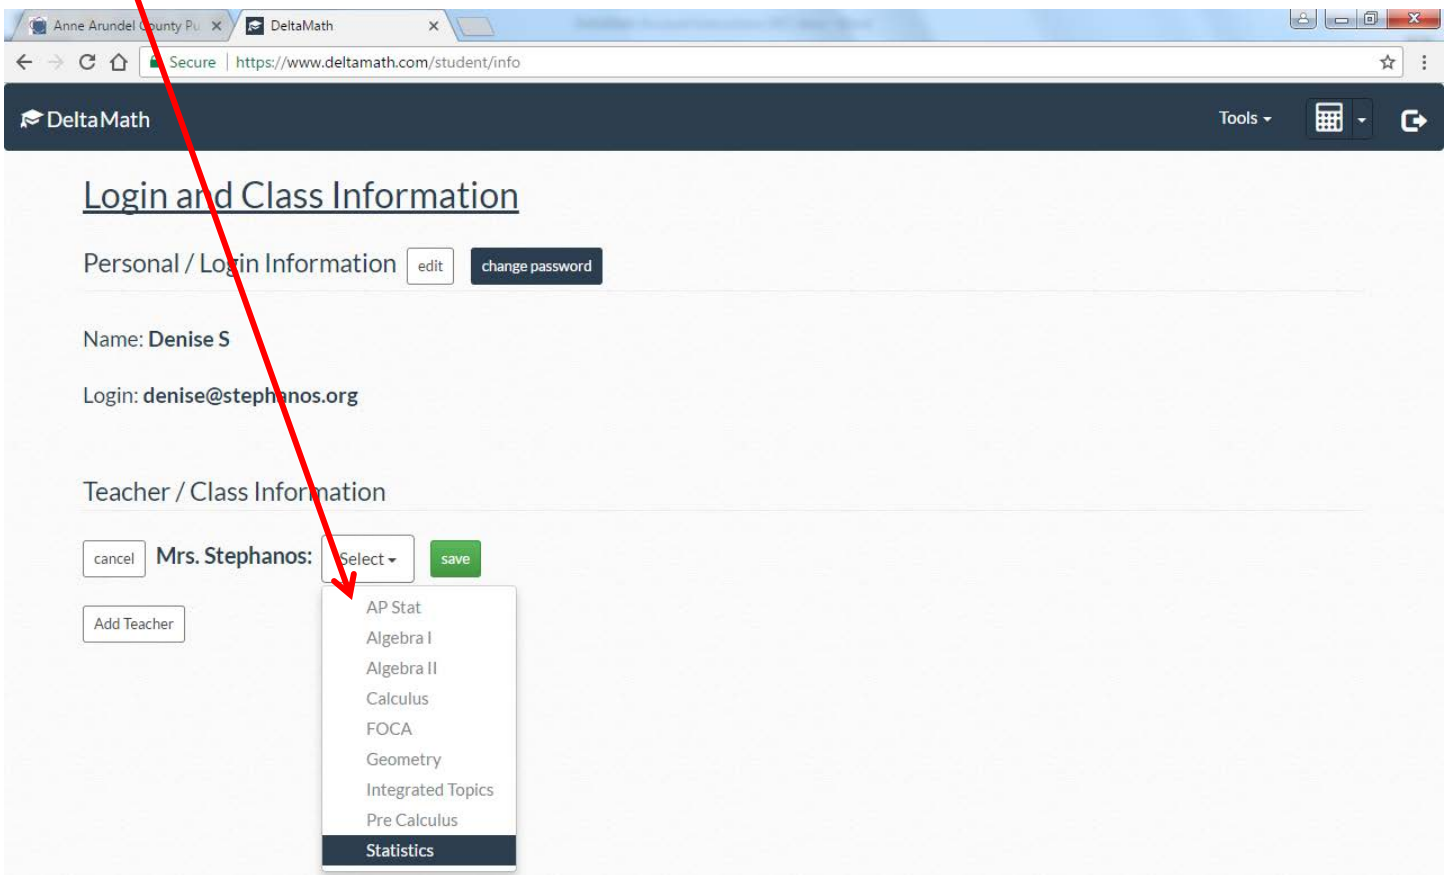 Anne Arundel County Pu
DeltaMath
Secure | https://www.deltamath.com/student/info
DeltaMath
Tools
Login and Class Information
Personal / Login Information edit change password
Name: Denise S
Login: denise@stephanos.org
Teacher / Class Information
cancel Mrs. Stephanos: Select save
Add Teacher
AP Stat
Algebra I
Algebra II
Calculus
FOCA
Geometry
Integrated Topics
Pre Calculus
Statistics